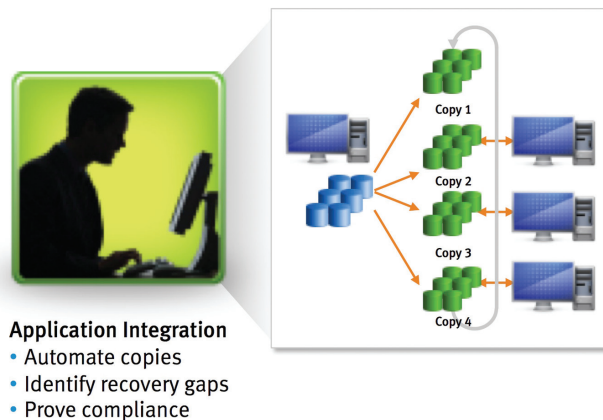 Copy 1
Copy 2
Copy 3
Copy 4
Application Integration
• Automate copies
• Identify recovery gaps
• Prove compliance